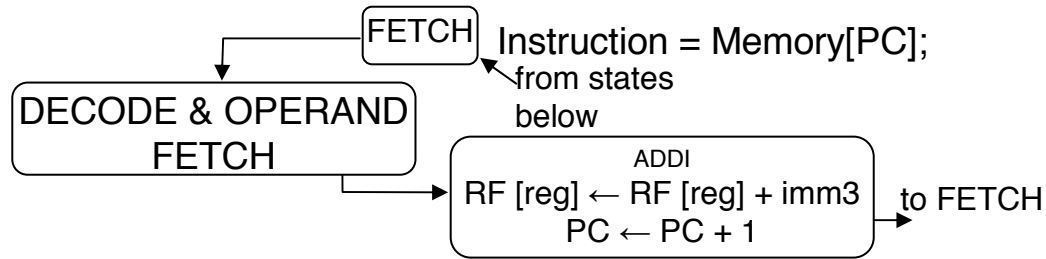 FETCH
Instruction = Memory[PC];
from states
below
DECODE & OPERAND
FETCH
ADDI
RF [reg] ← RF [reg] + imm3
PC ← PC + 1
to FETCH